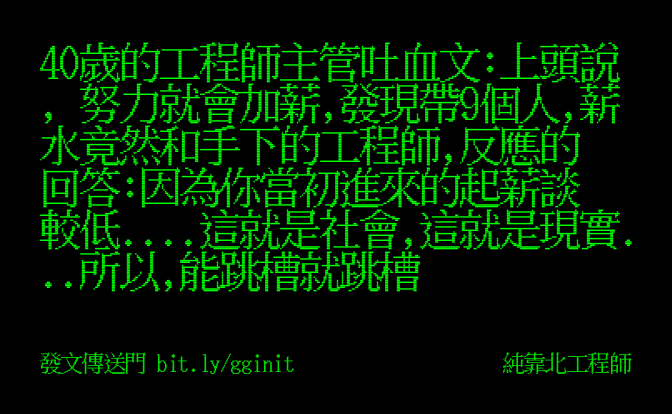 40歲的工程師主管吐血文:上頭說
, 努力就會加薪,發現帶9個人,薪
水竟然和手下的工程師,反應的
回答:因為你當初進來的起薪談
較低....這就是社會,這就是現實.
..所以,能跳槽就跳槽
發文傳送門 bit.ly/gginit
純靠北工程師